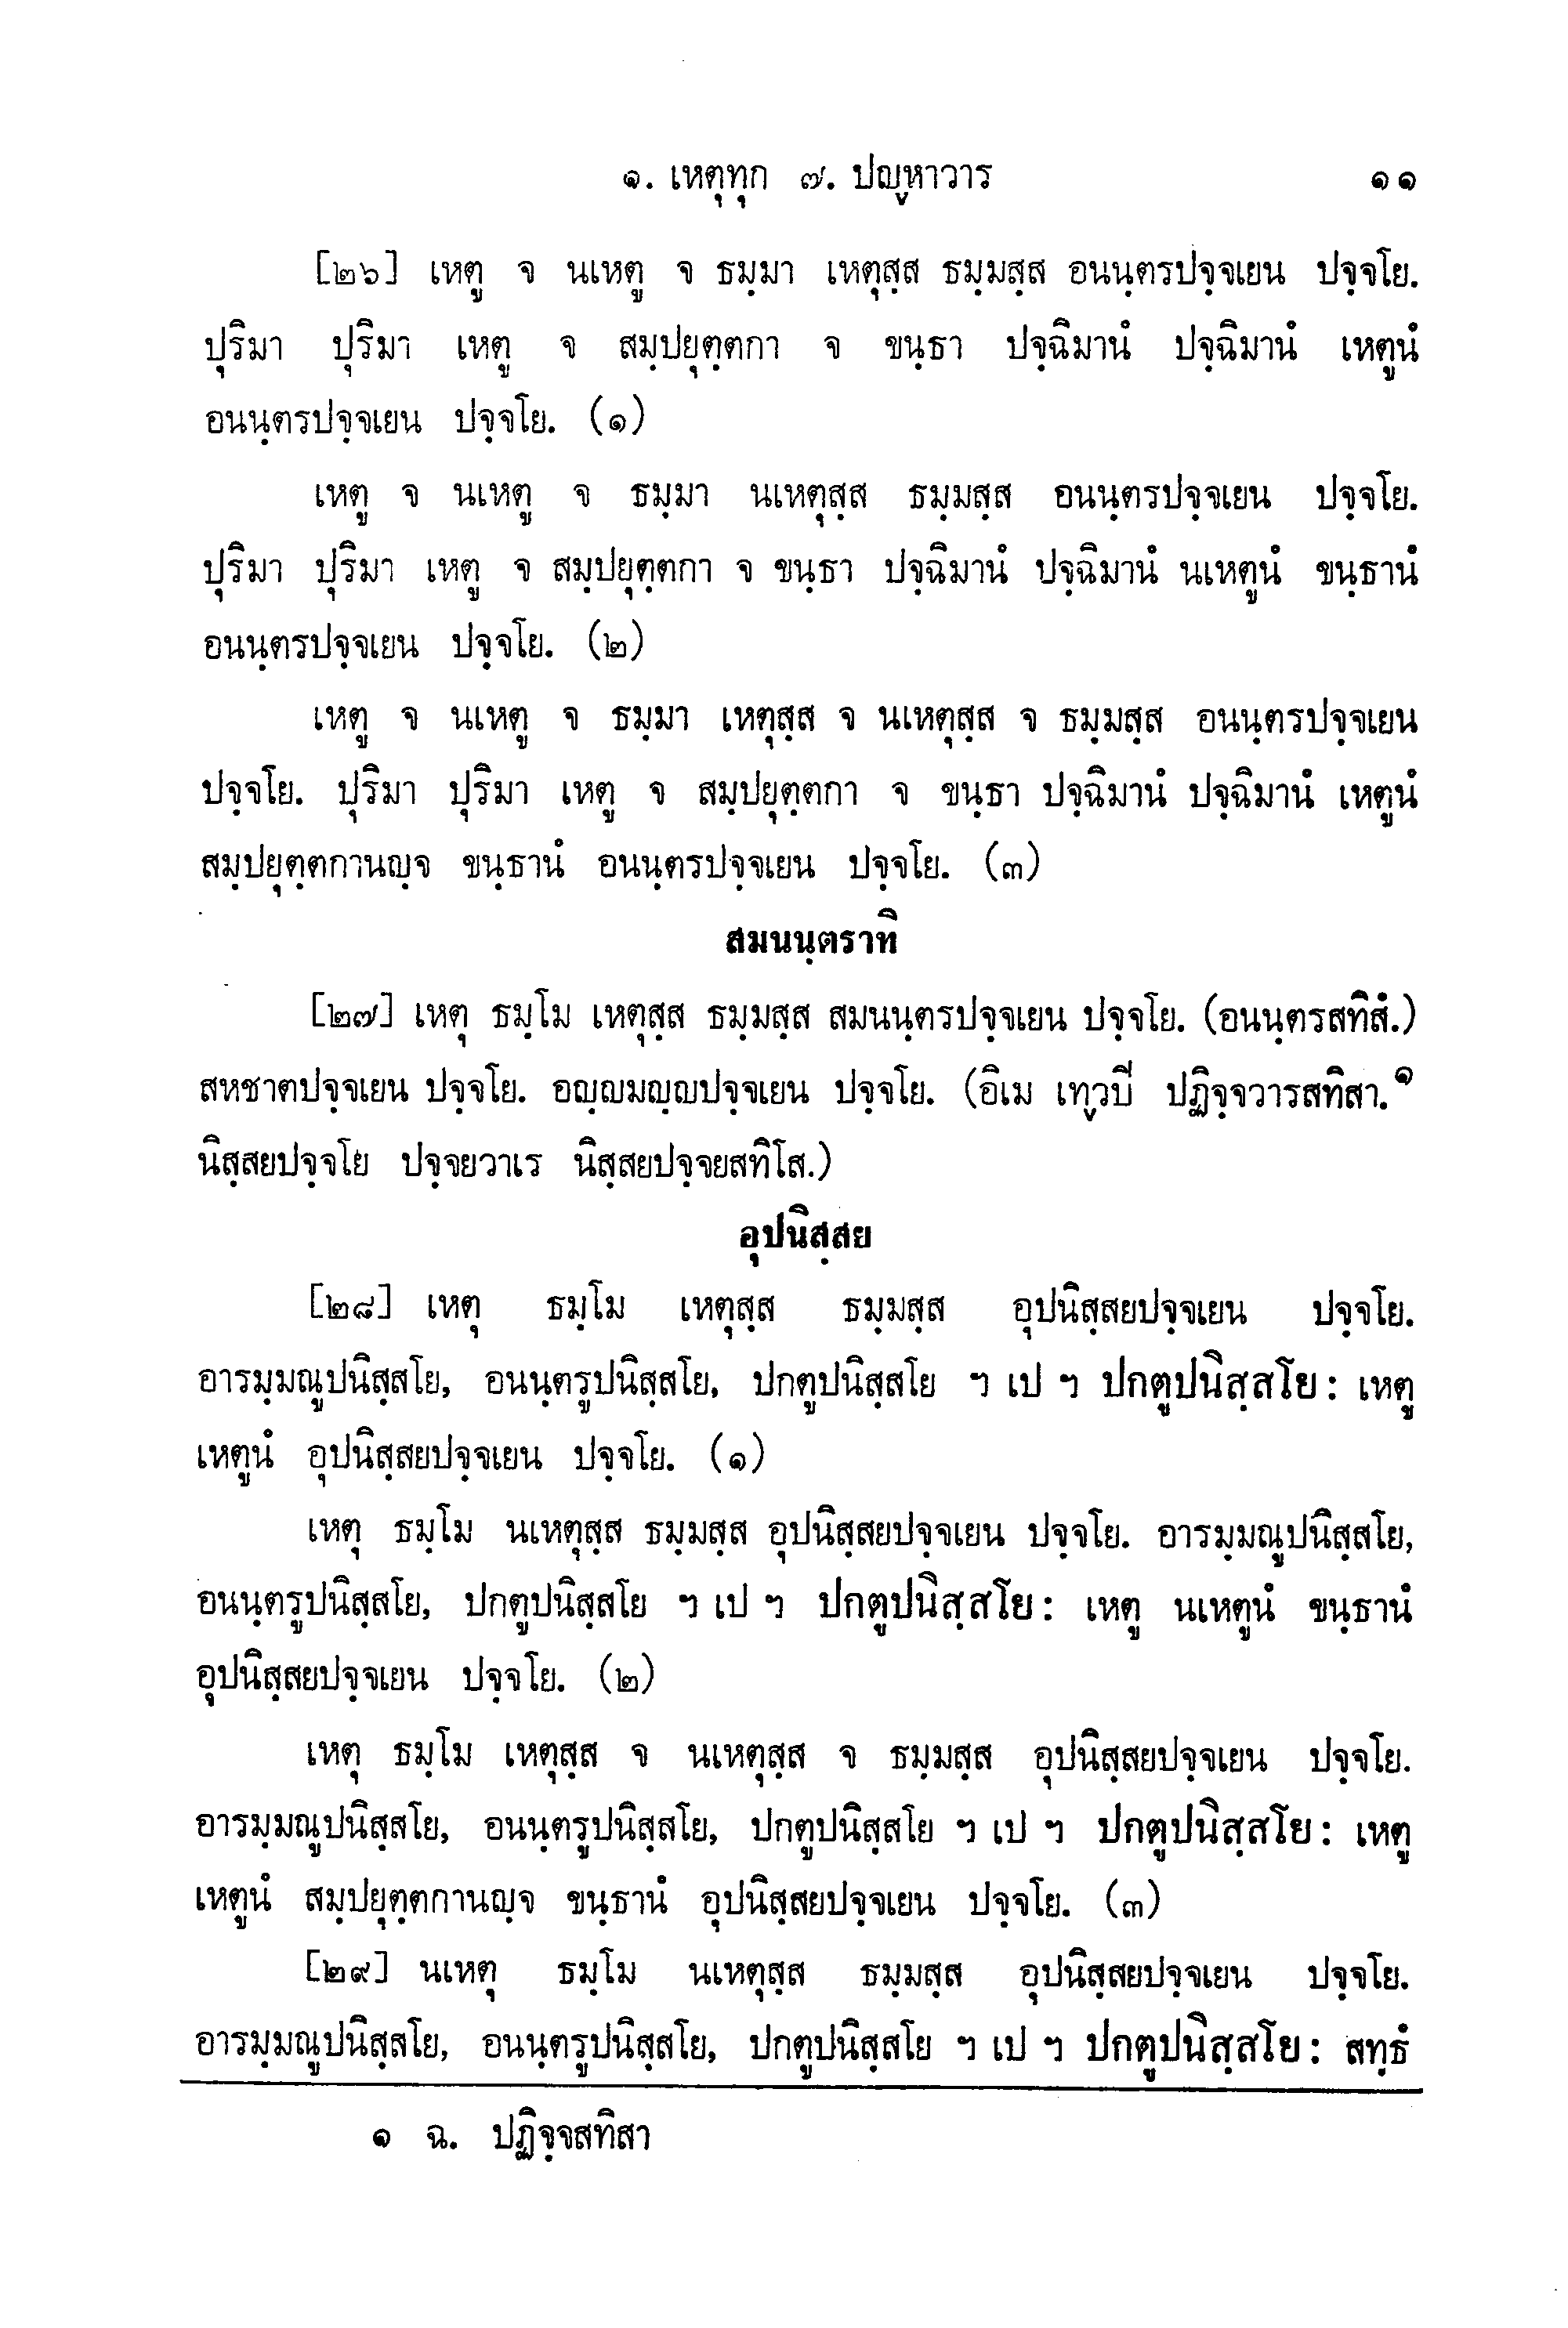 ๑. เหตุทุก ๗. ปญฺหาวาร ๑๑
[๒๖] เหตู จ นเหตู จ ธมฺมา เหตุสฺส ธมฺมสฺส อนนฺตรปจฺจเยน ปจฺจโย.
ปุริมา ปุริมา เหตู จ สมฺปยุตฺตกา จ ขนฺธา ปจฺฉิมานํ ปจฺฉิมานํ เหตูนํ
อนนฺตรปจฺจเยน ปจฺจโย. (๑)
เหตู จ นเหตู จ ธมฺมา นเหตุสฺส ธมฺมสฺส อนนฺตรปจฺจเยน ปจฺจโย.
ปุริมา ปุริมา เหตู จ สมฺปยุตฺตกา จ ขนฺธา ปจฺฉิมานํ ปจฺฉิมานํ นเหตูนํ ขนฺธานํ
อนนฺตรปจฺจเยน ปจฺจโย. (๒)
เหตู จ นเหตู จ ธมฺมา เหตุสฺส จ นเหตุสฺส จ ธมฺมสฺส อนนฺตรปจฺจเยน
ปจฺจโย. ปุริมา ปุริมา เหตู จ สมฺปยุตฺตกา จ ขนฺธา ปจฺฉิมานํ ปจฺฉิมานํ เหตูนํ
สมฺปยุตฺตกานญฺจ ขนฺธานํ อนนฺตรปจฺจเยน ปจฺจโย. (๓)
สมนนฺตราทิ
[๒๗] เหตุ ธมฺโม เหตุสฺส ธมฺมสฺส สมนนฺตรปจฺจเยน ปจฺจโย. (อนนฺตรสทิสํ.)
สหชาตปจฺจเยน ปจฺจโย. อญฺญมญฺญปจฺจเยน ปจฺจโย. (อิเม เทฺวปิ ปฏิจฺจวารสทิสา.๑
นิสฺสยปจฺจโย ปจฺจยวาเร นิสฺสยปจฺจยสทิโส.)
อุปนิสฺสย
[๒๘] เหตุ ธมฺโม เหตุสฺส ธมฺมสฺส อุปนิสฺสยปจฺจเยน ปจฺจโย.
อารมฺมณูปนิสฺสโย, อนนฺตรูปนิสฺสโย, ปกตูปนิสฺสโย ฯ เป ฯ ปกตูปนิสฺสโย: เหตู
เหตูนํ อุปนิสฺสยปจฺจเยน ปจฺจโย. (๑)
เหตุ ธมฺโม นเหตุสฺส ธมฺมสฺส อุปนิสฺสยปจฺจเยน ปจฺจโย. อารมฺมณูปนิสฺสโย,
อนนฺตรูปนิสฺสโย, ปกตูปนิสฺสโย ฯ เป ฯ ปกตูปนิสฺสโย: เหตู นเหตูนํ ขนฺธานํ
อุปนิสฺสยปจฺจเยน ปจฺจโย. (๒)
เหตุ ธมฺโม เหตุสฺส จ นเหตุสฺส จ ธมฺมสฺส อุปนิสฺสยปจฺจเยน ปจฺจโย.
อารมฺมณูปนิสฺสโย, อนนฺตรูปนิสฺสโย, ปกตูปนิสฺสโย ฯ เป ฯ ปกตูปนิสฺสโย: เหตู
เหตูนํ สมฺปยุตฺตกานญฺจ ขนฺธานํ อุปนิสฺสยปจฺจเยน ปจฺจโย. (๓)
[๒๙] นเหตุ ธมฺโม นเหตุสฺส ธมฺมสฺส อุปนิสฺสยปจฺจเยน ปจฺจโย.
อารมฺมณูปนิสฺสโย, อนนฺตรูปนิสฺสโย, ปกตูปนิสฺสโย ฯ เป ฯ ปกตูปนิสฺสโย: สทฺธํ
๑ ฉ. ปฏิจฺจสทิสา